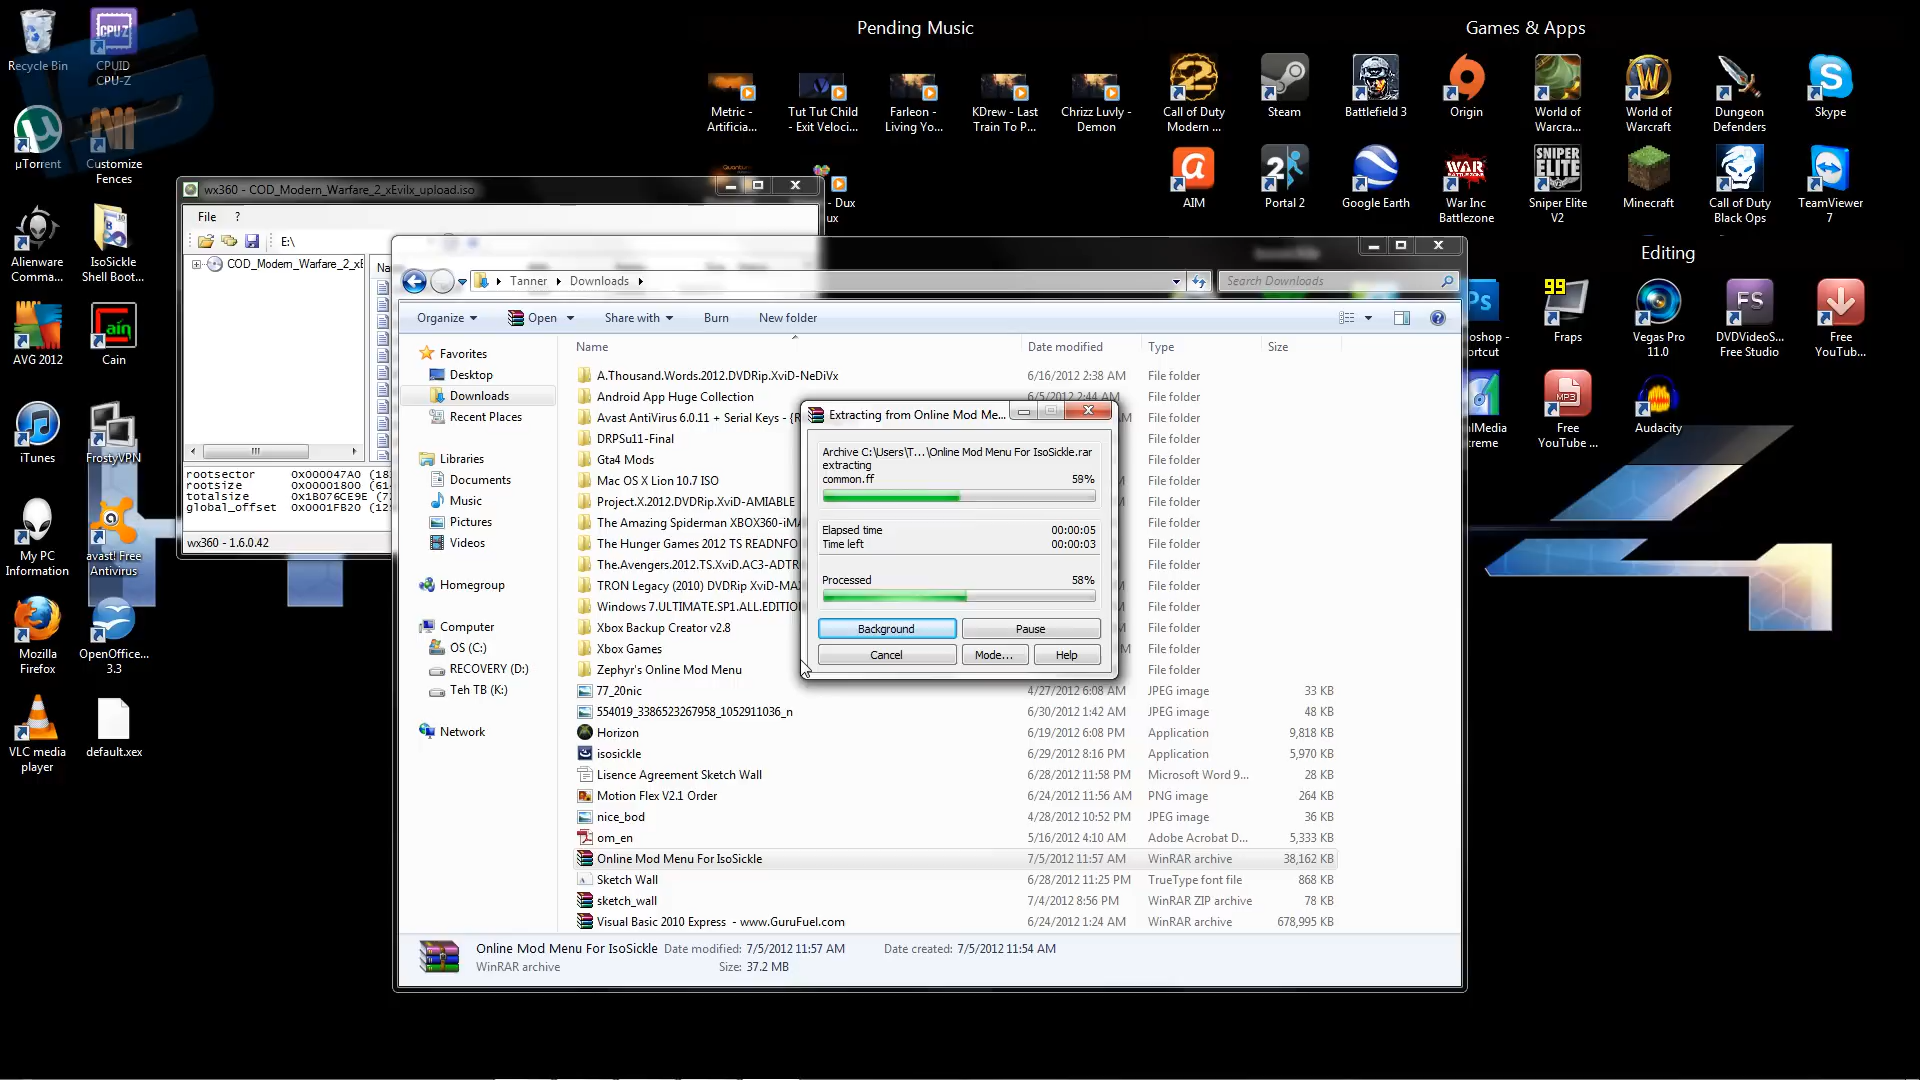 Pending Music
Games & Apps
Recycle Bin
CPUID
CPU-Z
Metric -
Artificia...
Tut Tut Child
- Exit Veloci...
Farleon -
Living Yo...
KDrew - Last
Train To P...
Chrizz Luvly -
Demon
Call of Duty
Modern ...
Steam
Battlefield 3
Origin
World of
Warcra...
World of
Warcraft
Dungeon
Defenders
Skype
µTorrent
Customize
Fences
- Dux
ux
AIM
Portal 2
Google Earth
War Inc
Battlezone
Sniper Elite
V2
Minecraft
Call of Duty
Black Ops
TeamViewer
7
wx360 - COD_Modern_Warfare_2_xEvilx_upload.iso
File ?
E:\
COD_Modern_Warfare_2_xE
Na
Alienware
Comma...
IsoSickle
Shell Boot...
Editing
Tanner Downloads
Search Downloads
Organize Open Share with Burn New folder
Name Date modified Type Size
oshop -
ortcut
Fraps
Vegas Pro
11.0
DVDVideoS...
Free Studio
Free
YouTub...
AVG 2012
Cain
alMedia
treme
Free
YouTube ...
Audacity
iTunes
FrostyVPN
rootsector 0x000047A0 (18
rootsize 0x00001800 (614
totalsize 0x1B076CE9E (7
global_offset 0x0001FB20 (12
wx360 - 1.6.0.42
My PC
Information
avast! Free
Antivirus
Mozilla
Firefox
OpenOffice...
3.3
VLC media
player
default.xex
Favorites
Desktop
Downloads
Recent Places
Libraries
Documents
Music
Pictures
Videos
Homegroup
Computer
OS (C:)
RECOVERY (D:)
Teh TB (K:)
Network
A.Thousand.Words.2012.DVDRip.XviD-NeDiVx 6/16/2012 2:38 AM File folder
Android App Huge Collection 6/5/2012 2:44 AM File folder
Avast AntiVirus 6.0.11 + Serial Keys - {R File folder
DRPSu11-Final File folder
Gta4 Mods File folder
Mac OS X Lion 10.7 ISO File folder
Project.X.2012.DVDRip.XviD-AMIABLE File folder
The Amazing Spiderman XBOX360-iMA File folder
The Hunger Games 2012 TS READNFO File folder
The.Avengers.2012.TS.XviD.AC3-ADTR File folder
TRON Legacy (2010) DVDRip XviD-MA File folder
Windows 7.ULTIMATE.SP1.ALL.EDITIO File folder
Xbox Backup Creator v2.8 File folder
Xbox Games File folder
Zephyr's Online Mod Menu File folder
77_20nic 4/27/2012 6:08 AM JPEG image 33 KB
554019_3386523267958_1052911036_n 6/30/2012 1:42 AM JPEG image 48 KB
Horizon 6/19/2012 6:08 PM Application 9,818 KB
isosickle 6/29/2012 8:16 PM Application 5,970 KB
Lisence Agreement Sketch Wall 6/28/2012 11:58 PM Microsoft Word 9... 28 KB
Motion Flex V2.1 Order 6/24/2012 11:56 AM PNG image 264 KB
nice_bod 4/28/2012 10:52 PM JPEG image 36 KB
om_en 5/16/2012 4:10 AM Adobe Acrobat D... 5,333 KB
Online Mod Menu For IsoSickle 7/5/2012 11:57 AM WinRAR archive 38,162 KB
Sketch Wall 6/28/2012 11:25 PM TrueType font file 868 KB
sketch_wall 7/4/2012 8:56 PM WinRAR ZIP archive 78 KB
Visual Basic 2010 Express - www.GuruFuel.com 6/24/2012 1:24 AM WinRAR archive 678,995 KB
Extracting from Online Mod Me...
Archive C:\Users\T...\Online Mod Menu For IsoSickle.rar
extracting
common.ff 59%
Elapsed time 00:00:05
Time left 00:00:03
Processed 58%
Background Pause
Cancel Mode... Help
Online Mod Menu For IsoSickle Date modified: 7/5/2012 11:57 AM Date created: 7/5/2012 11:54 AM
WinRAR archive Size: 37.2 MB